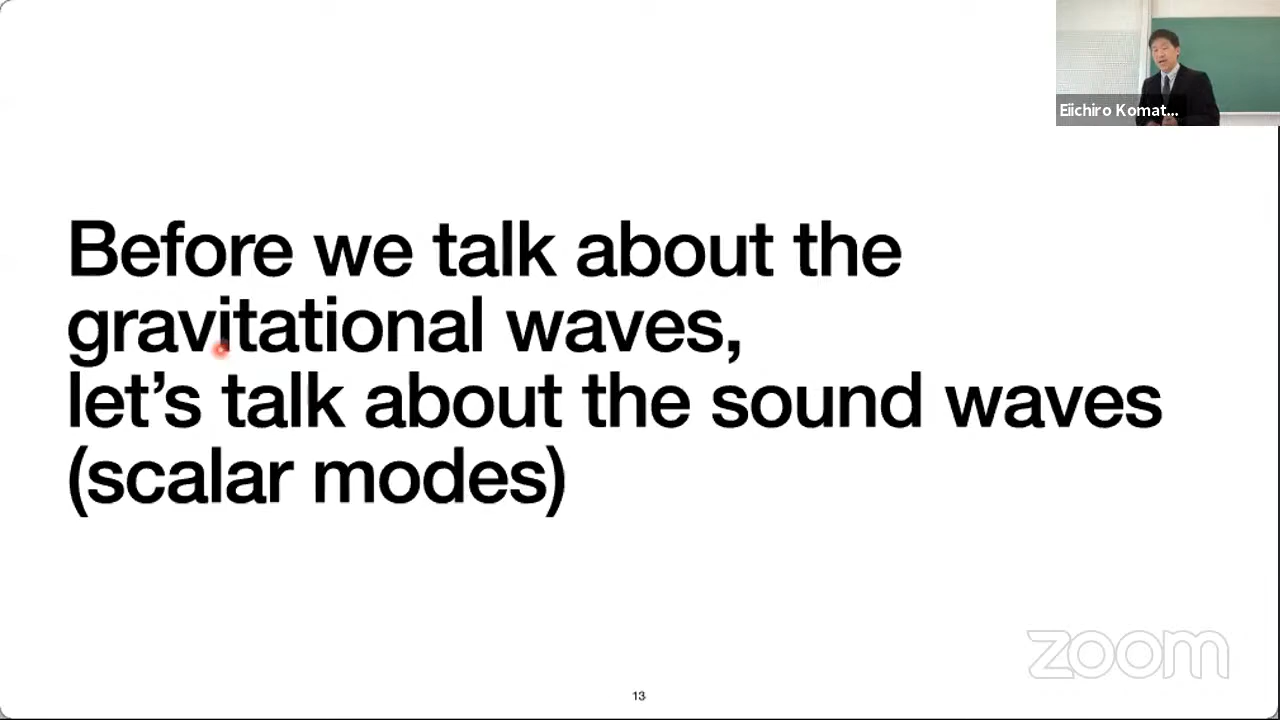 Eiichiro Komat...
Before we talk about the
gravitational waves,
let’s talk about the sound waves
(scalar modes)
zoom
13